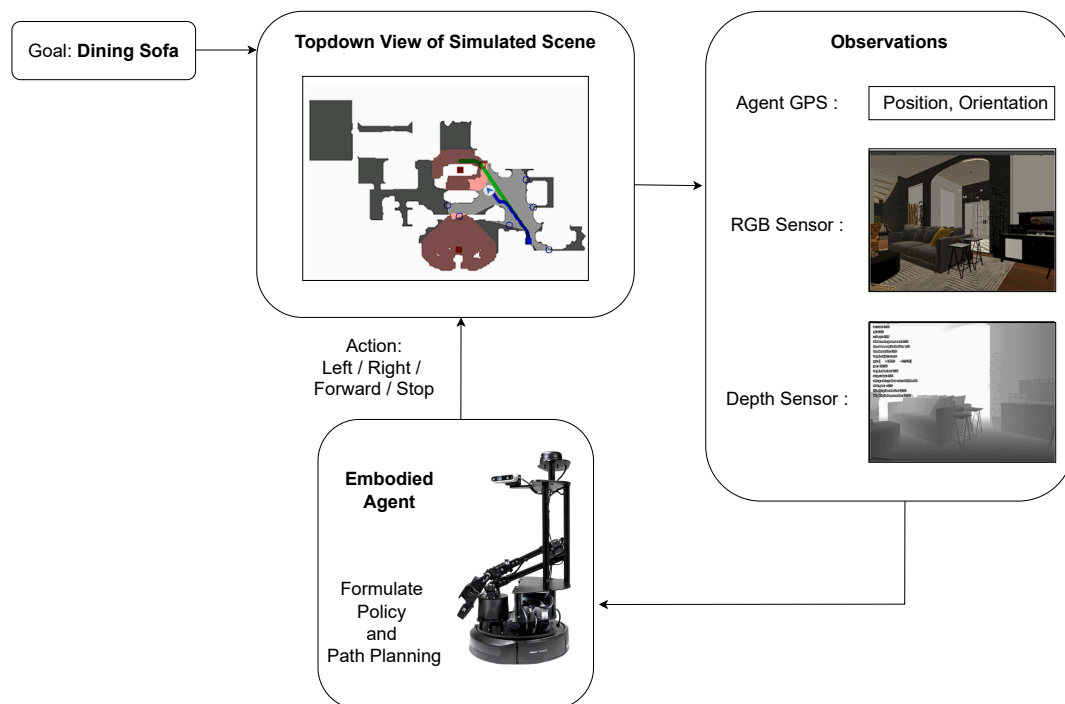 Goal: Dining Sofa
Topdown View of Simulated Scene
Observations
Agent GPS :
Position, Orientation
RGB Sensor :
Depth Sensor :
Action:
Left / Right /
Forward / Stop
Embodied
Agent
Formulate
Policy
and
Path Planning